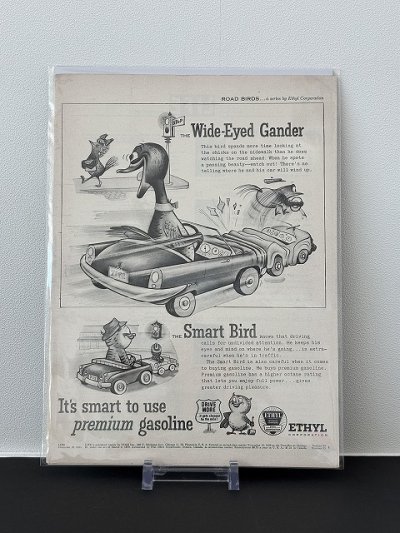 ROAD BIRDS...a series by Ethyl Corporation
THE Wide-Eyed Gander
This bird spends more time looking at
the chicks on the sidewalk than he does
watching the road ahead. When he spots
a passing beauty—watch out! There's no
telling where he and his car will wind up.
THE Smart Bird knows that driving
calls for undivided attention. He keeps his
eyes and mind on where he's going...is extra-
careful when he's in traffic.
The Smart Bird is also careful when it comes
to buying gasoline. He buys premium gasoline.
Premium gasoline has a higher octane rating
that lets you enjoy full power...gives
greater driving pleasure.
It's smart to use
premium gasoline
DRIVE
MORE
ETHYL
CORPORATION